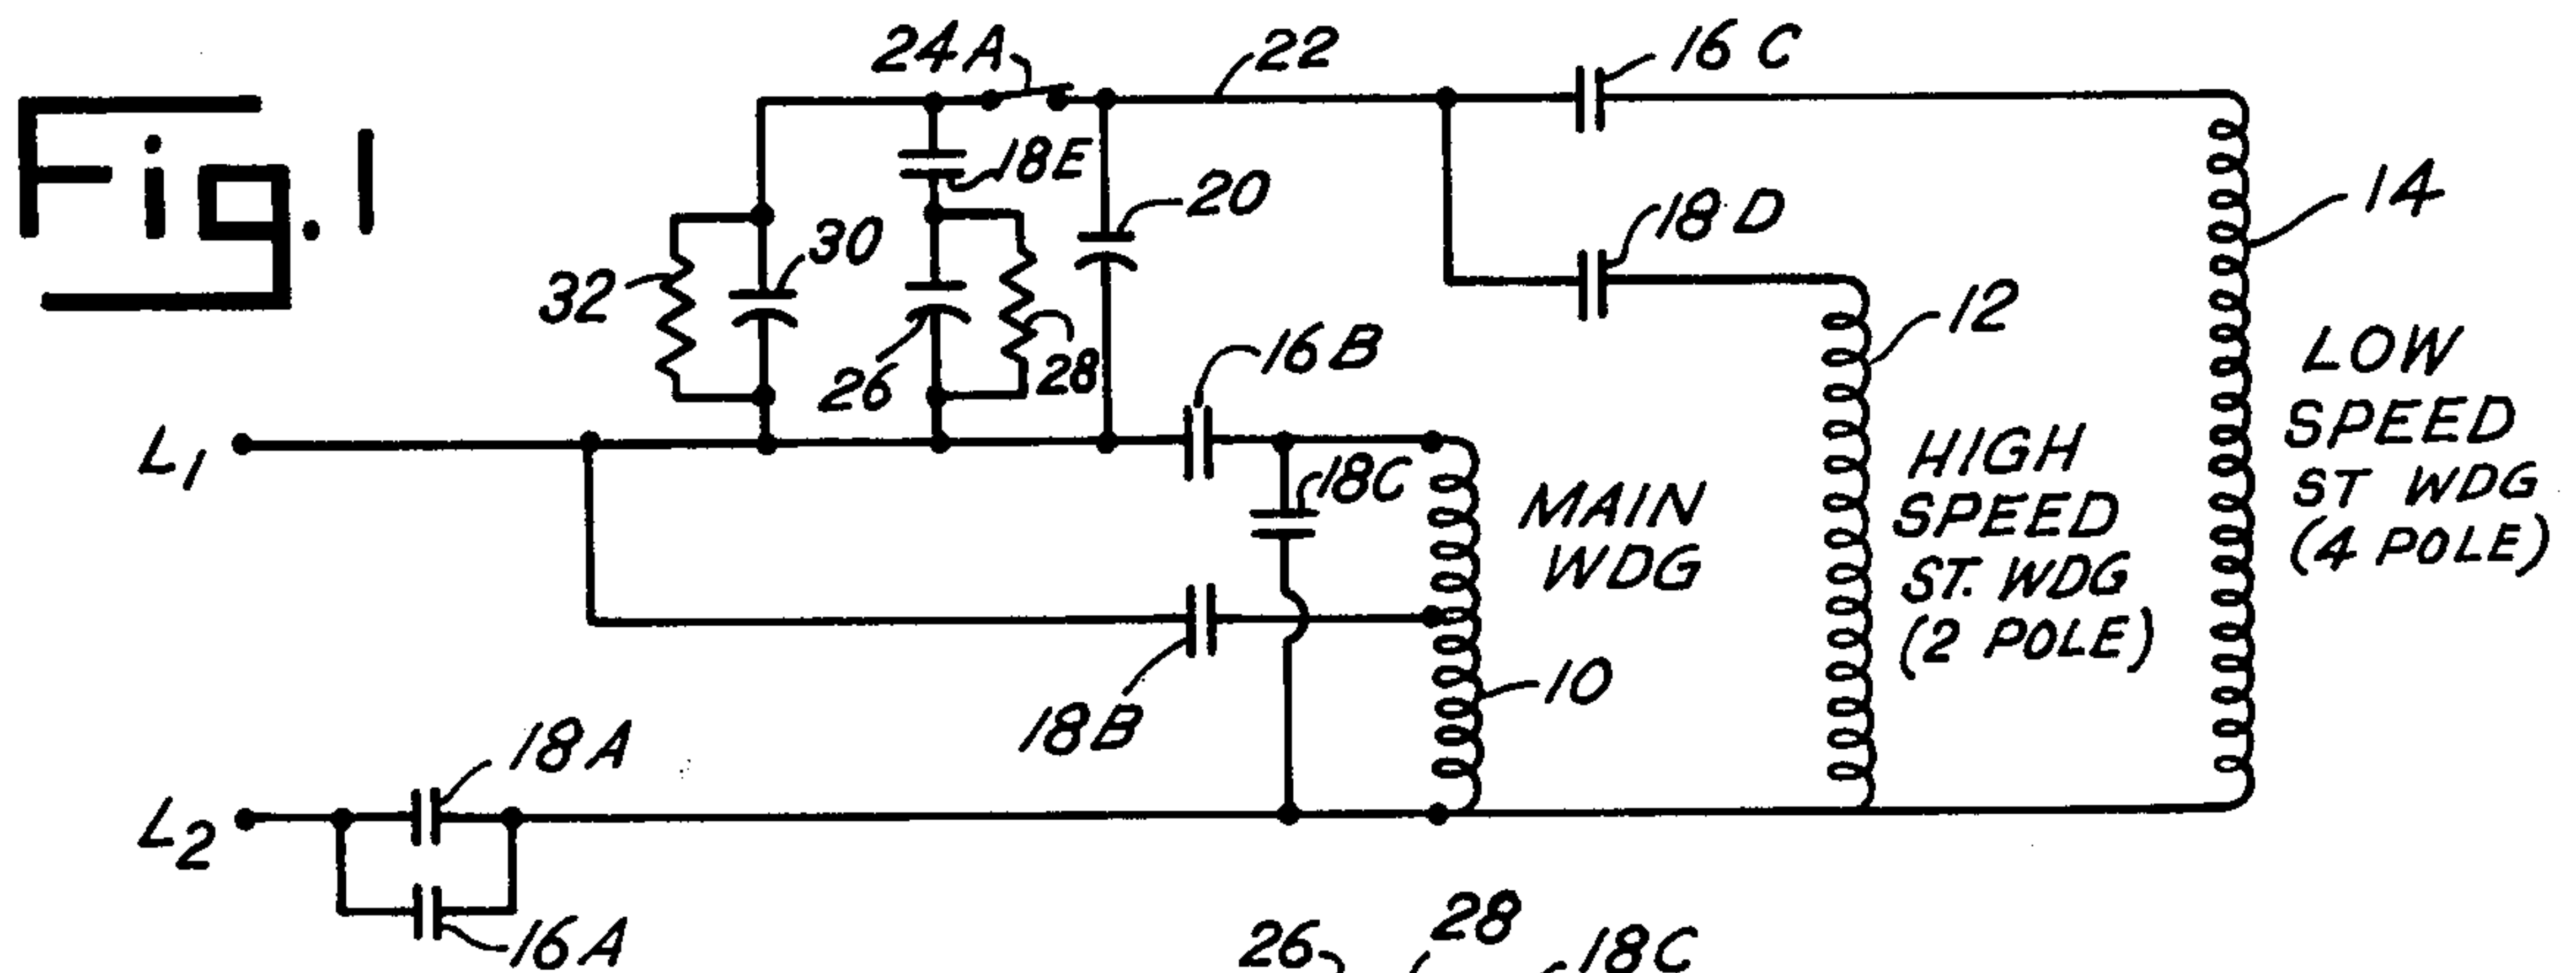 Fig. 1
24A
22
16C
18E
20
14
30
18D
32
12
26
28
16B
LOW
SPEED
ST WDG
(4 POLE)
L1
18C
HIGH
SPEED
ST. WDG
(2 POLE)
MAIN
WDG
10
18B
18A
L2
16A
26
28
18C